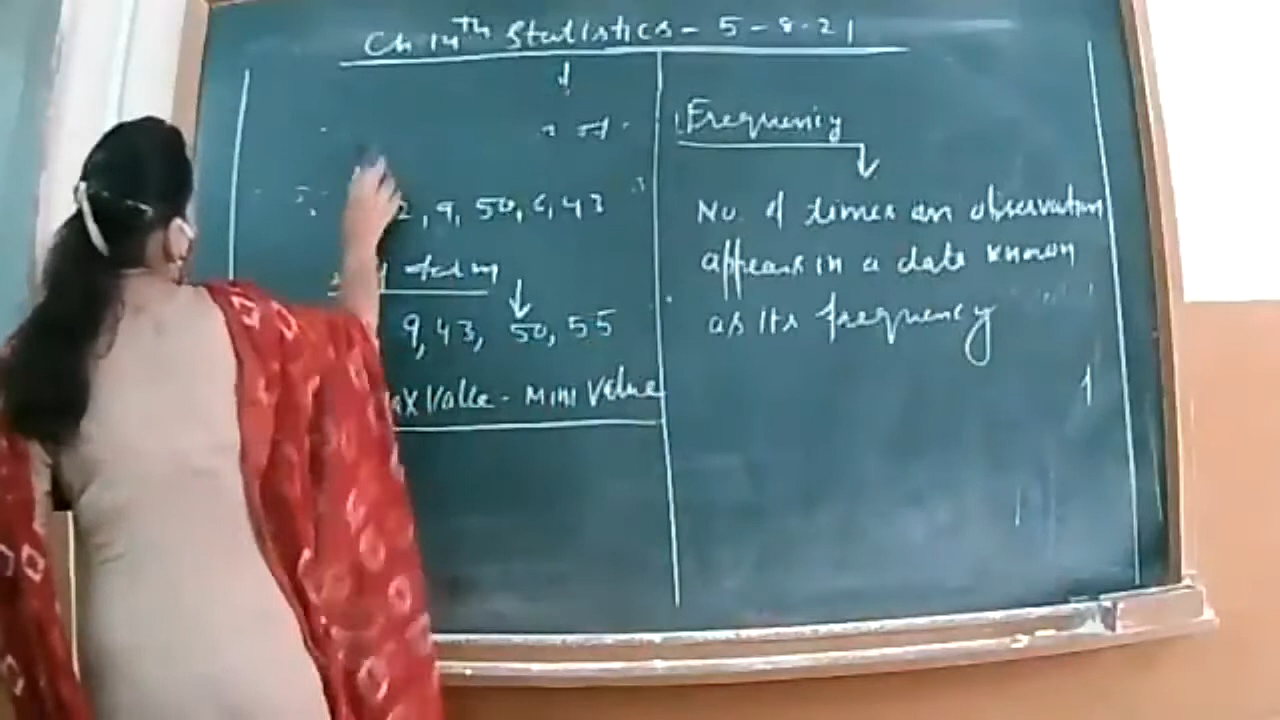 Ch 14th Statistics - 5-8-21
2, 9, 50, 6, 43
9, 43, 50, 55
ax Value - Mini Value
Frequency
No. of times an observation
appears in a data known
as its frequency